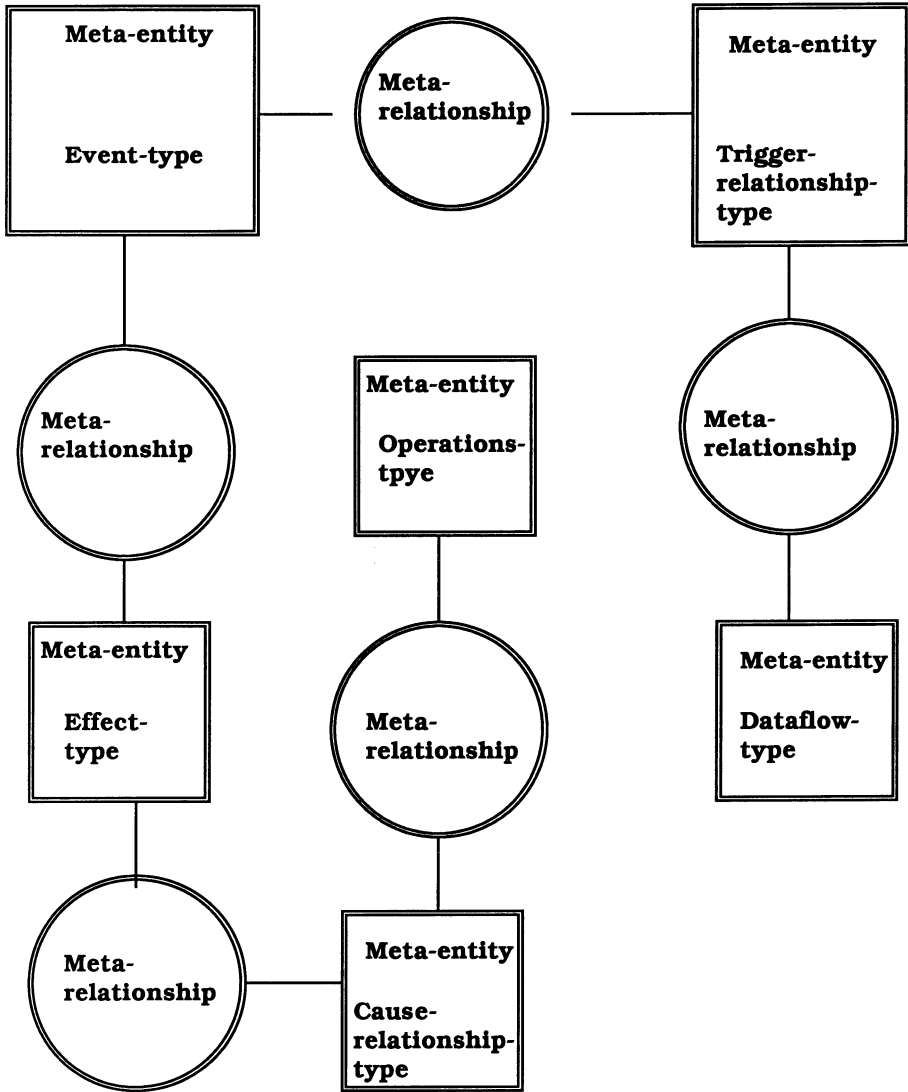 Meta-entity
Event-type
Meta-
relationship
Meta-entity
Trigger-
relationship-
type
Meta-
relationship
Meta-entity
Operations-
tpye
Meta-
relationship
Meta-entity
Effect-
type
Meta-
relationship
Meta-entity
Dataflow-
type
Meta-
relationship
Meta-entity
Cause-
relationship-
type